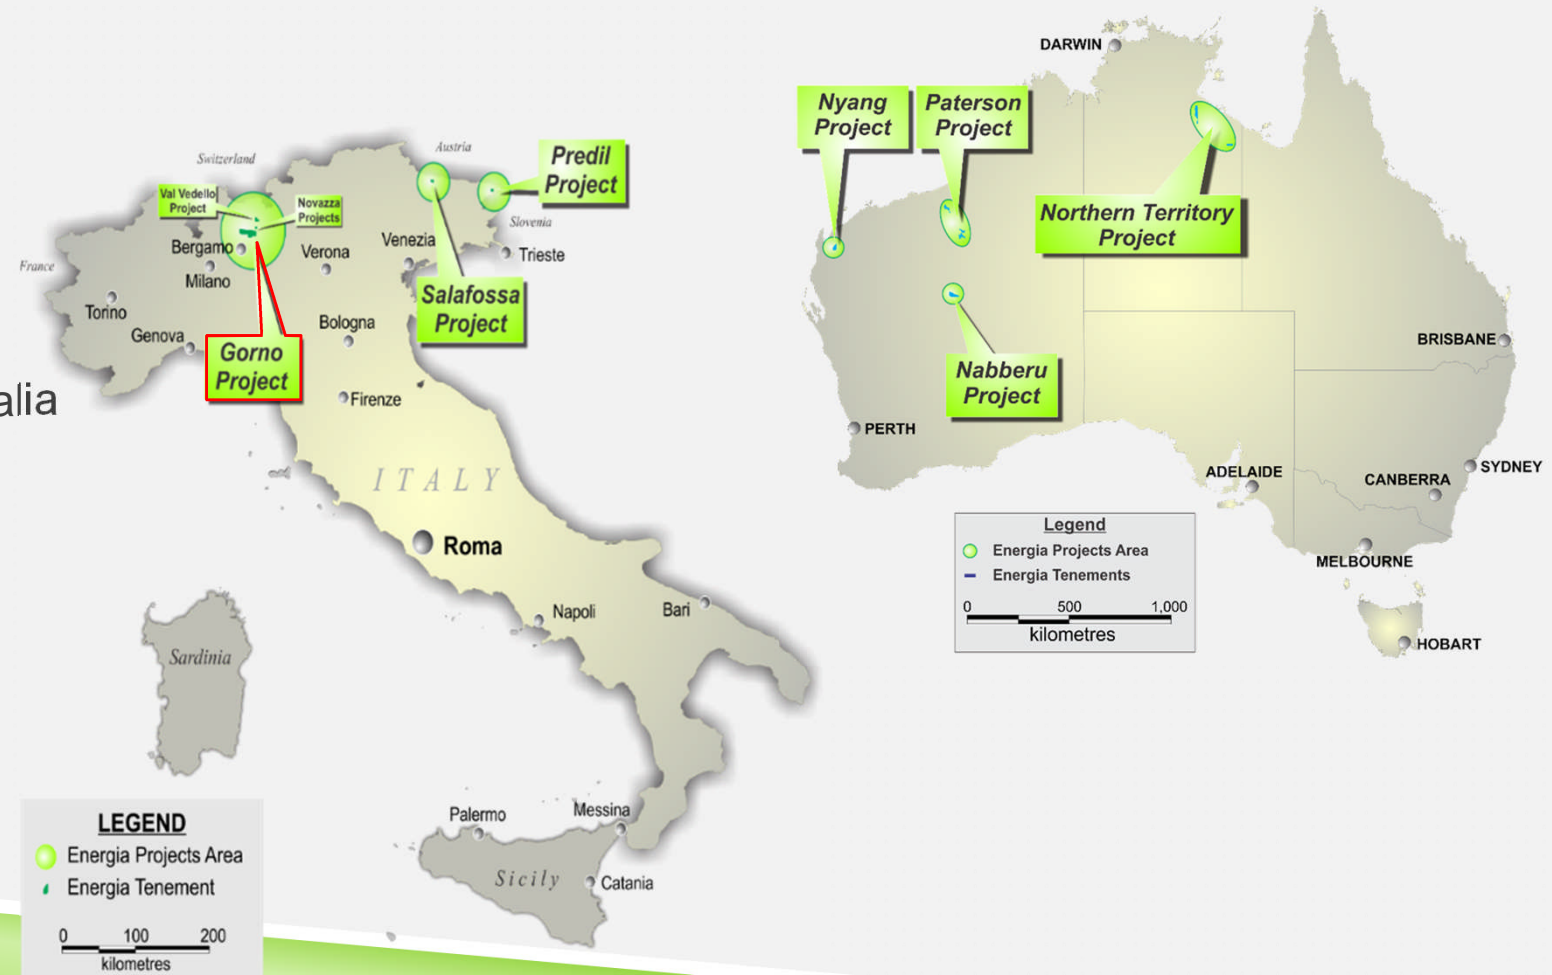 alia
Switzerland
Austria
Predil
Project
Val Vedello
Project
Novazza
Projects
Slovenia
Bergamo
Verona
Venezia
Trieste
France
Milano
Salafossa
Project
Torino
Genova
Bologna
Gorno
Project
Firenze
ITALY
Roma
Napoli
Bari
Sardinia
Palermo
Messina
Sicily
Catania
LEGEND
Energia Projects Area
Energia Tenement
0 100 200
kilometres
DARWIN
Nyang
Project
Paterson
Project
Northern Territory
Project
Nabberu
Project
BRISBANE
PERTH
ADELAIDE
CANBERRA
SYDNEY
MELBOURNE
HOBART
Legend
Energia Projects Area
Energia Tenements
0 500 1,000
kilometres